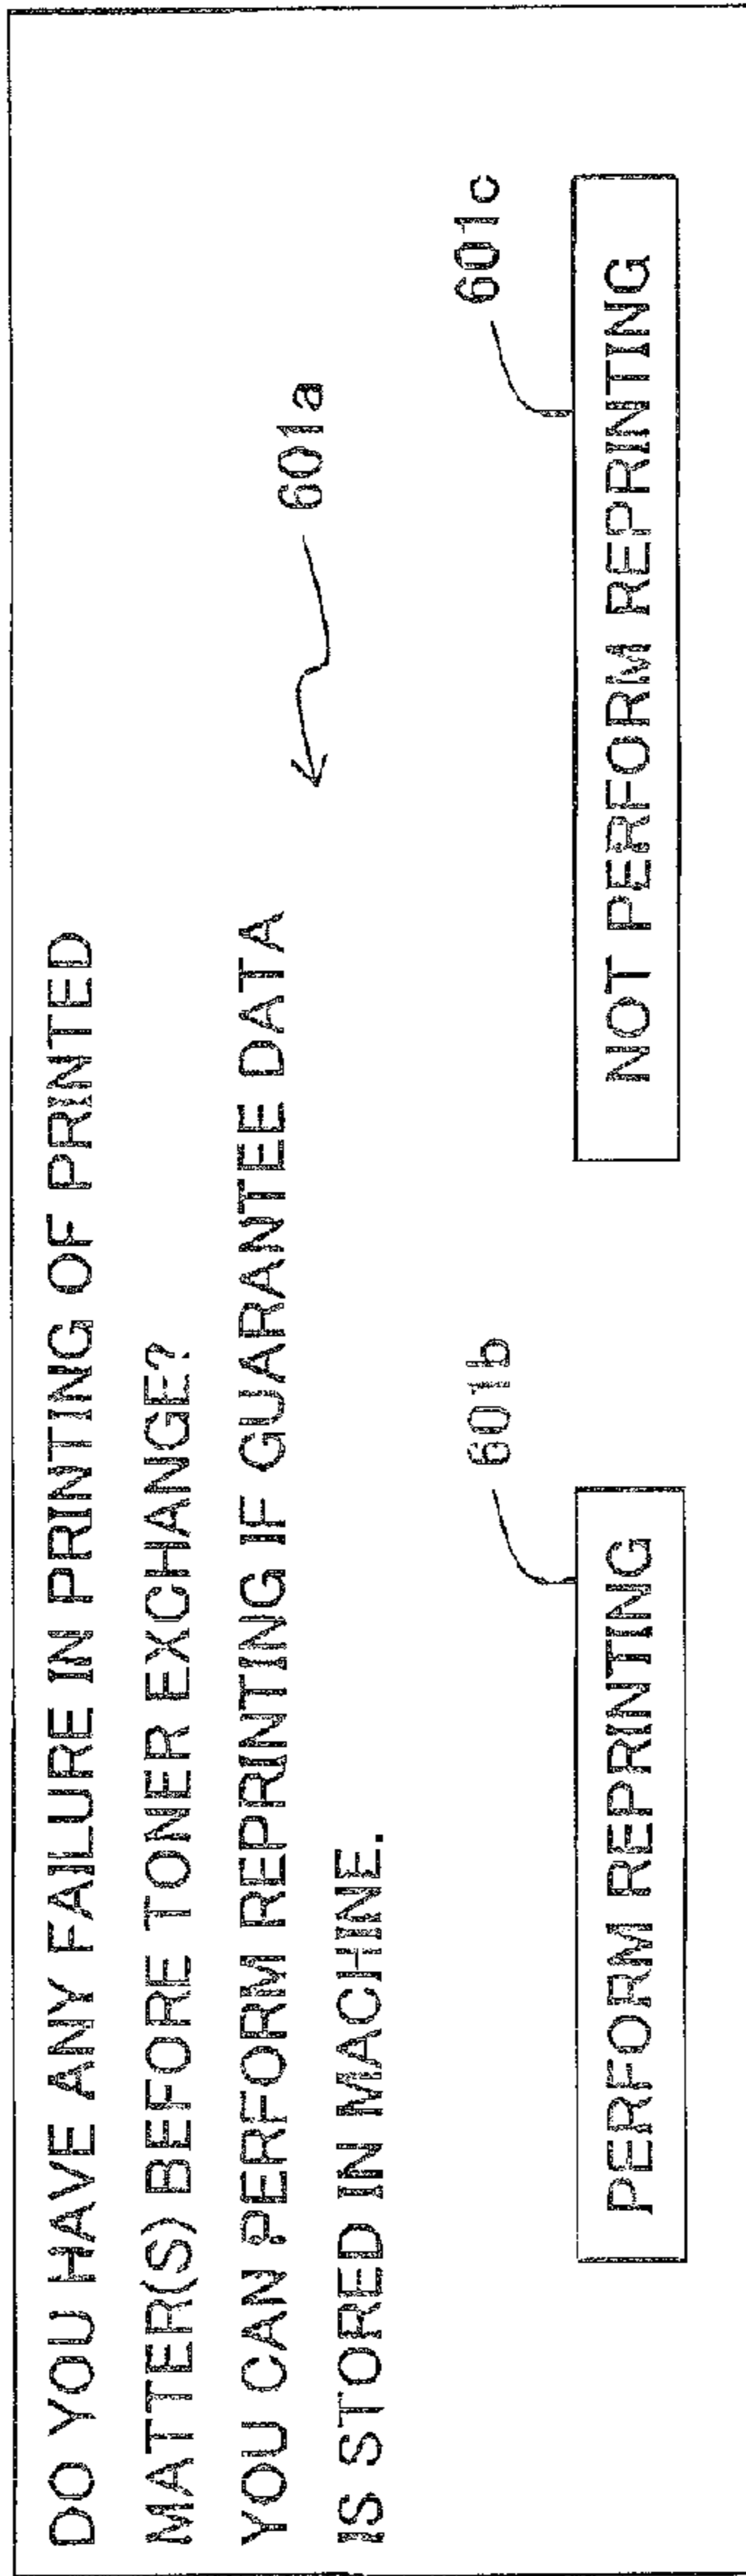 DO YOU HAVE ANY FAILURE IN PRINTING OF PRINTED
MATTER(S) BEFORE TONER EXCHANGE?
YOU CAN PERFORM REPRINTING IF GUARANTEE DATA
IS STORED IN MACHINE.
601a
601b
601c
PERFORM REPRINTING
NOT PERFORM REPRINTING